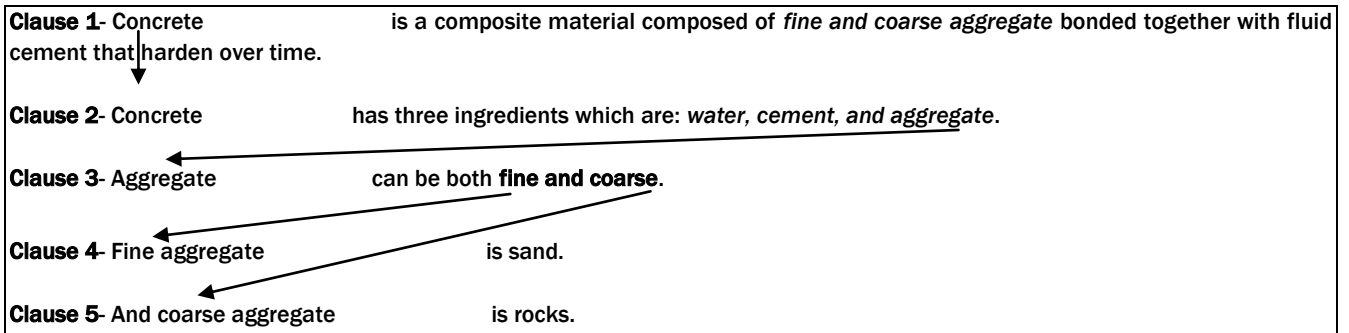 Clause 1- Concrete is a composite material composed of fine and coarse aggregate bonded together with fluid
cement that harden over time.
Clause 2- Concrete has three ingredients which are: water, cement, and aggregate.
Clause 3- Aggregate can be both fine and coarse.
Clause 4- Fine aggregate is sand.
Clause 5- And coarse aggregate is rocks.